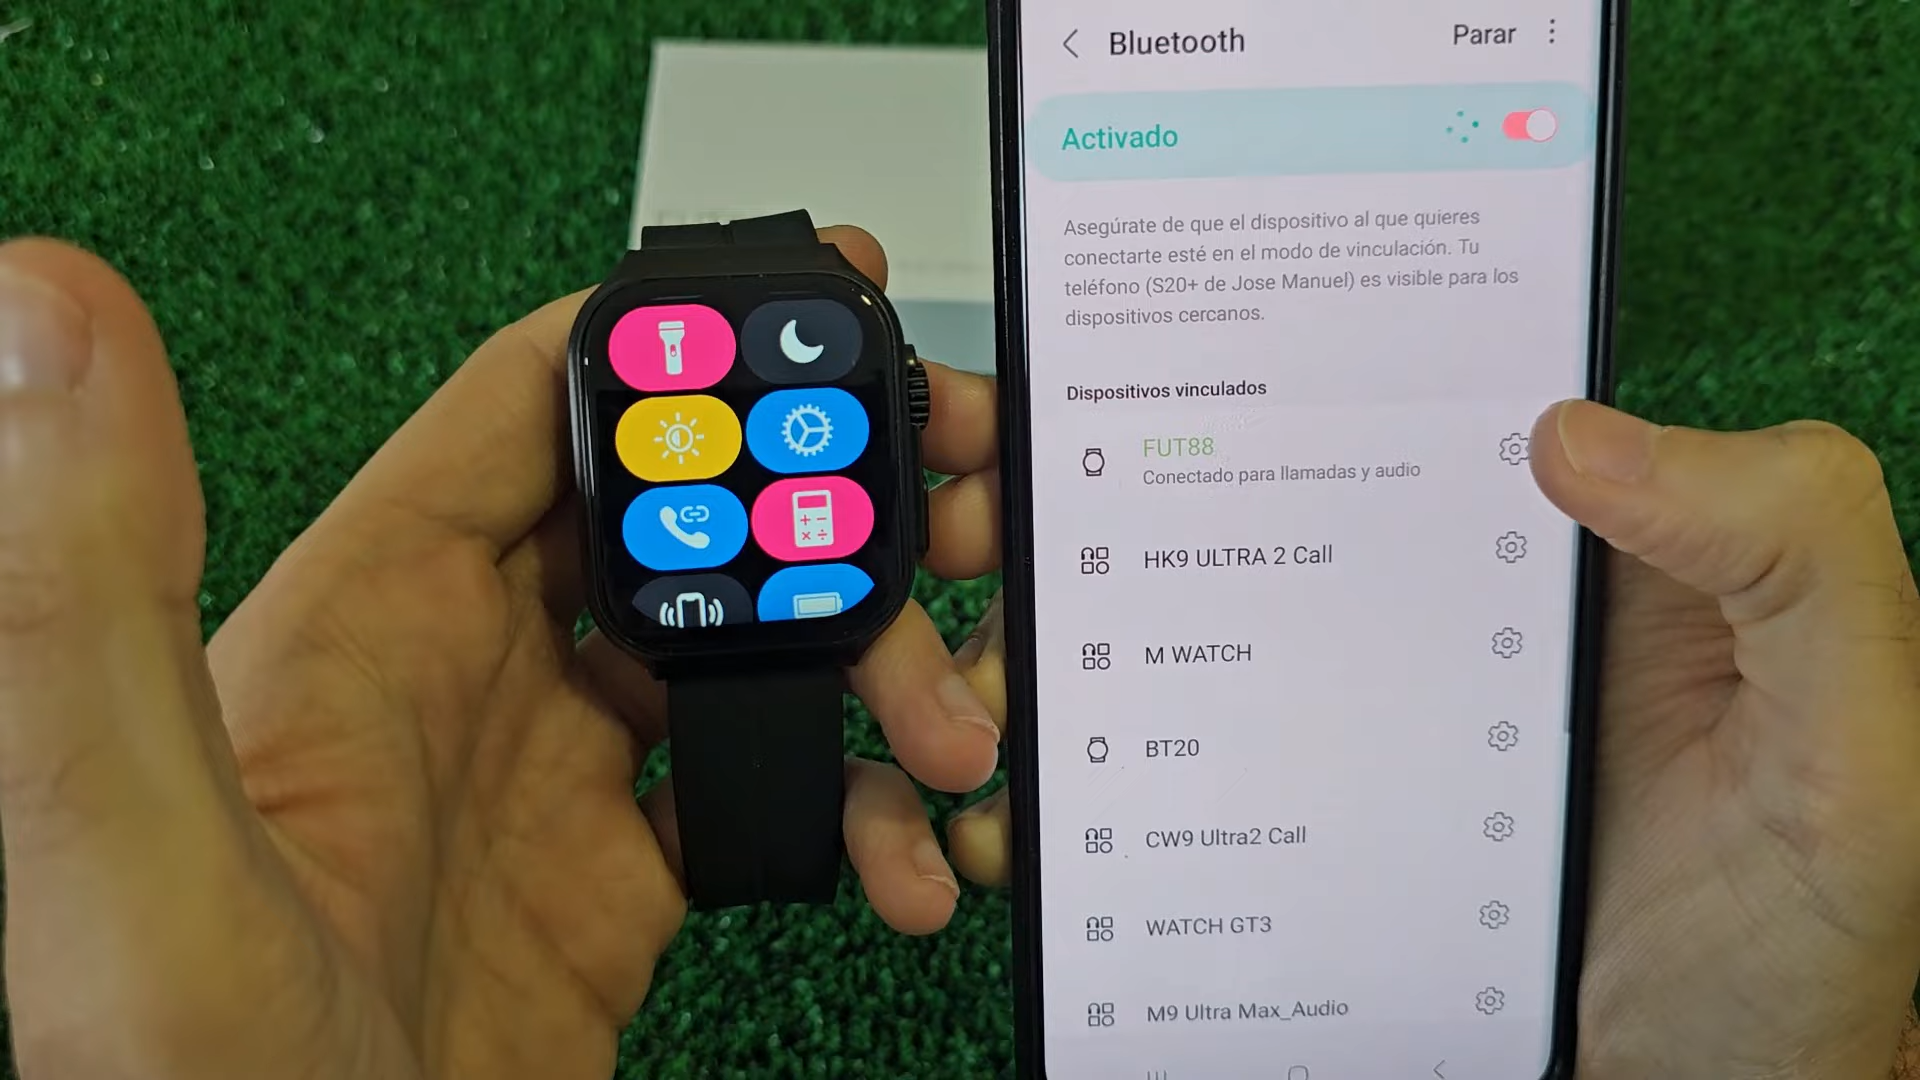 Bluetooth
Parar
Activado
Asegúrate de que el dispositivo al que quieres
conectarte esté en el modo de vinculación. Tu
teléfono (S20+ de Jose Manuel) es visible para los
dispositivos cercanos.
Dispositivos vinculados
FUT88
Conectado para llamadas y audio
HK9 ULTRA 2 Call
M WATCH
BT20
CW9 Ultra2 Call
WATCH GT3
M9 Ultra Max_Audio